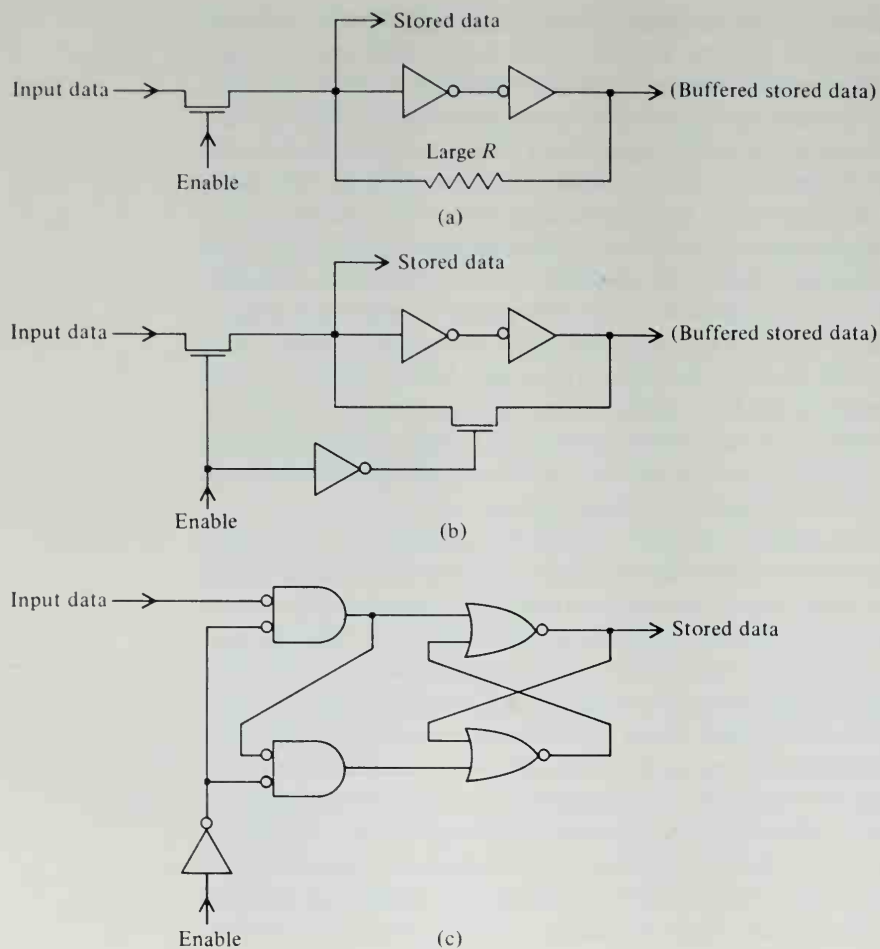 Stored data
Input data
(Buffered stored data)
Large R
Enable
(a)
Stored data
Input data
(Buffered stored data)
Enable
(b)
Input data
Stored data
Enable
(c)